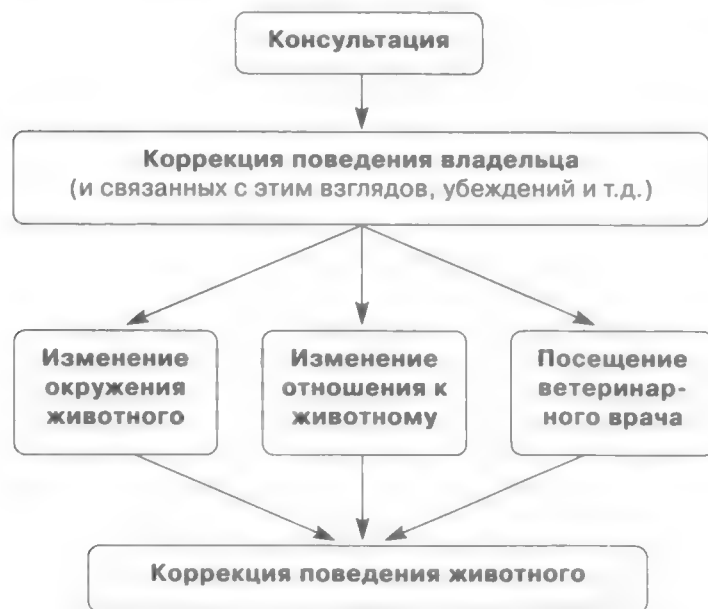 Консультация
Коррекция поведения владельца
(и связанных с этим взглядов, убеждений и т.д.)
Изменение
окружения
животного
Изменение
отношения к
животному
Посещение
ветеринар-
ного врача
Коррекция поведения животного